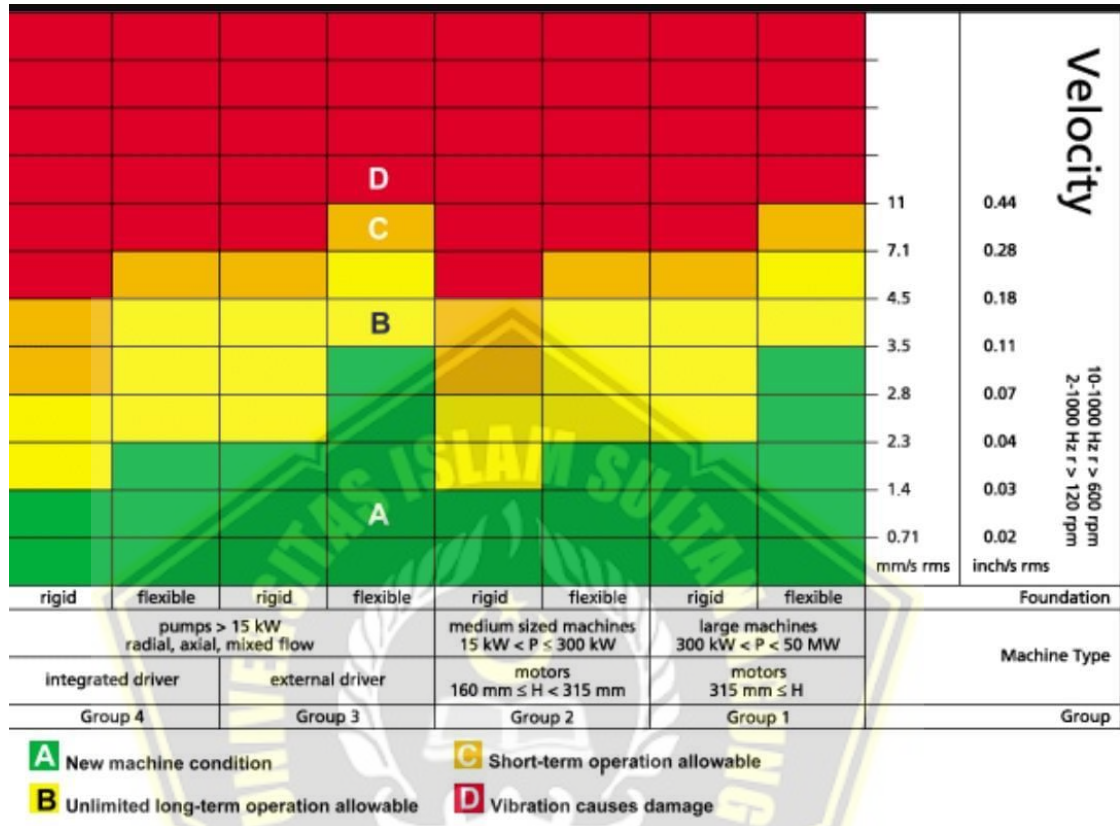 Velocity
10-1000 Hz r > 600 rpm
2-1000 Hz r > 120 rpm
D
C
B
A
11 0.44
7.1 0.28
4.5 0.18
3.5 0.11
2.8 0.07
2.3 0.04
1.4 0.03
0.71 0.02
mm/s rms inch/s rms
rigid flexible rigid flexible rigid flexible rigid flexible Foundation
pumps > 15 kW
radial, axial, mixed flow
medium sized machines
15 kW < P ≤ 300 kW
large machines
300 kW < P < 50 MW
Machine Type
integrated driver external driver
motors
160 mm ≤ H < 315 mm
motors
315 mm ≤ H
Group 4 Group 3 Group 2 Group 1 Group
A New machine condition
C Short-term operation allowable
B Unlimited long-term operation allowable
D Vibration causes damage
UNIVERSITAS ISLAM SULTAN AGUNG